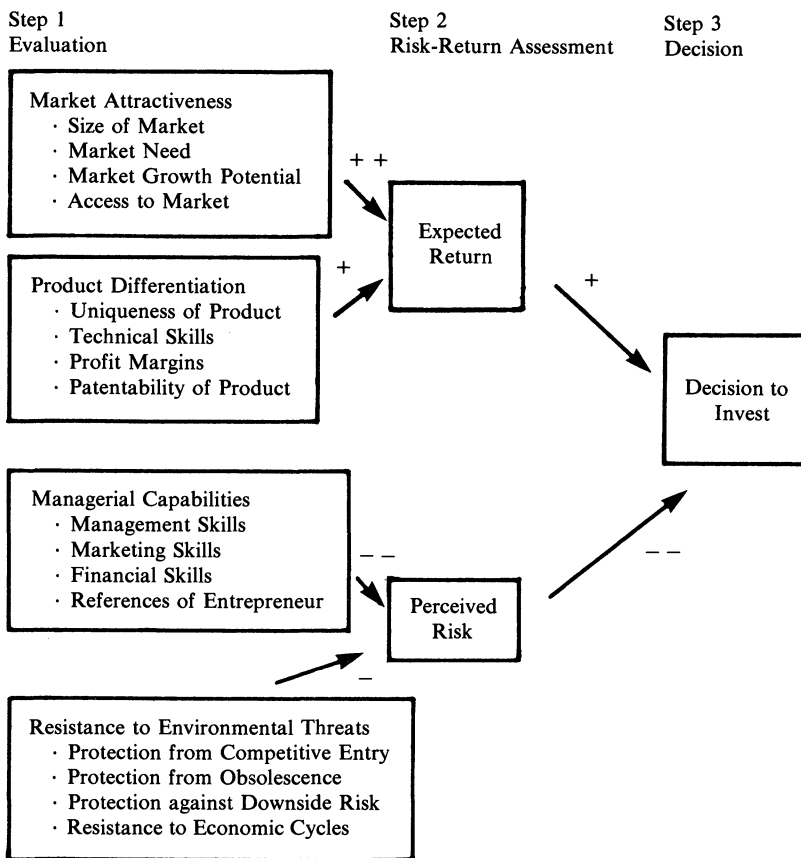 Step 1
Evaluation
Step 2
Risk-Return Assessment
Step 3
Decision
Market Attractiveness
· Size of Market
· Market Need
· Market Growth Potential
· Access to Market
+ +
Expected
Return
Product Differentiation
· Uniqueness of Product
· Technical Skills
· Profit Margins
· Patentability of Product
+
+
Decision to
Invest
Managerial Capabilities
· Management Skills
· Marketing Skills
· Financial Skills
· References of Entrepreneur
– –
Perceived
Risk
– –
–
Resistance to Environmental Threats
· Protection from Competitive Entry
· Protection from Obsolescence
· Protection against Downside Risk
· Resistance to Economic Cycles